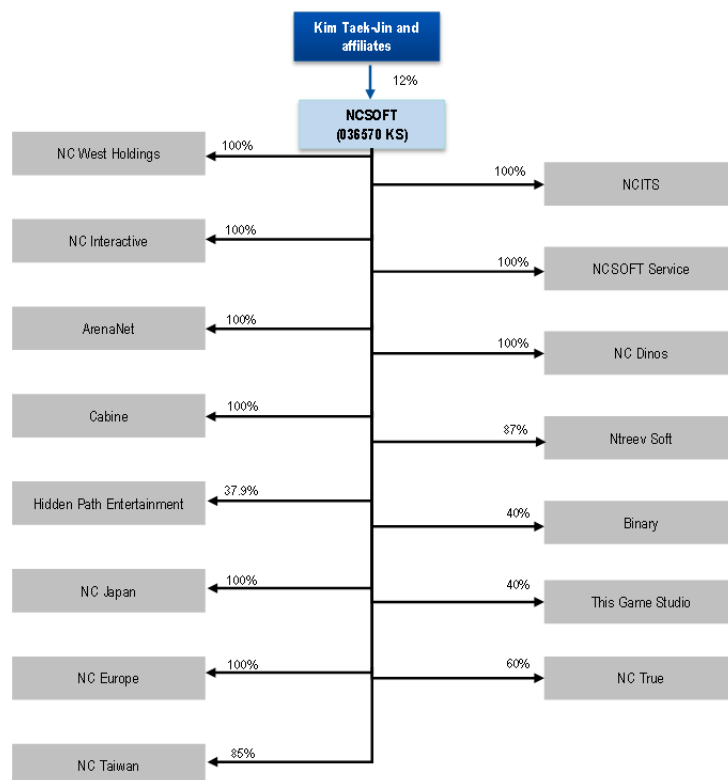 Kim Taek-Jin and
affiliates
12%
NCSOFT
(036570 KS)
NC West Holdings
100%
100%
NCITS
NC Interactive
100%
100%
NCSOFT Service
ArenaNet
100%
100%
NC Dinos
Cabine
100%
87%
Ntreev Soft
Hidden Path Entertainment
37.9%
40%
Binary
NC Japan
100%
40%
This Game Studio
NC Europe
100%
60%
NC True
NC Taiwan
85%